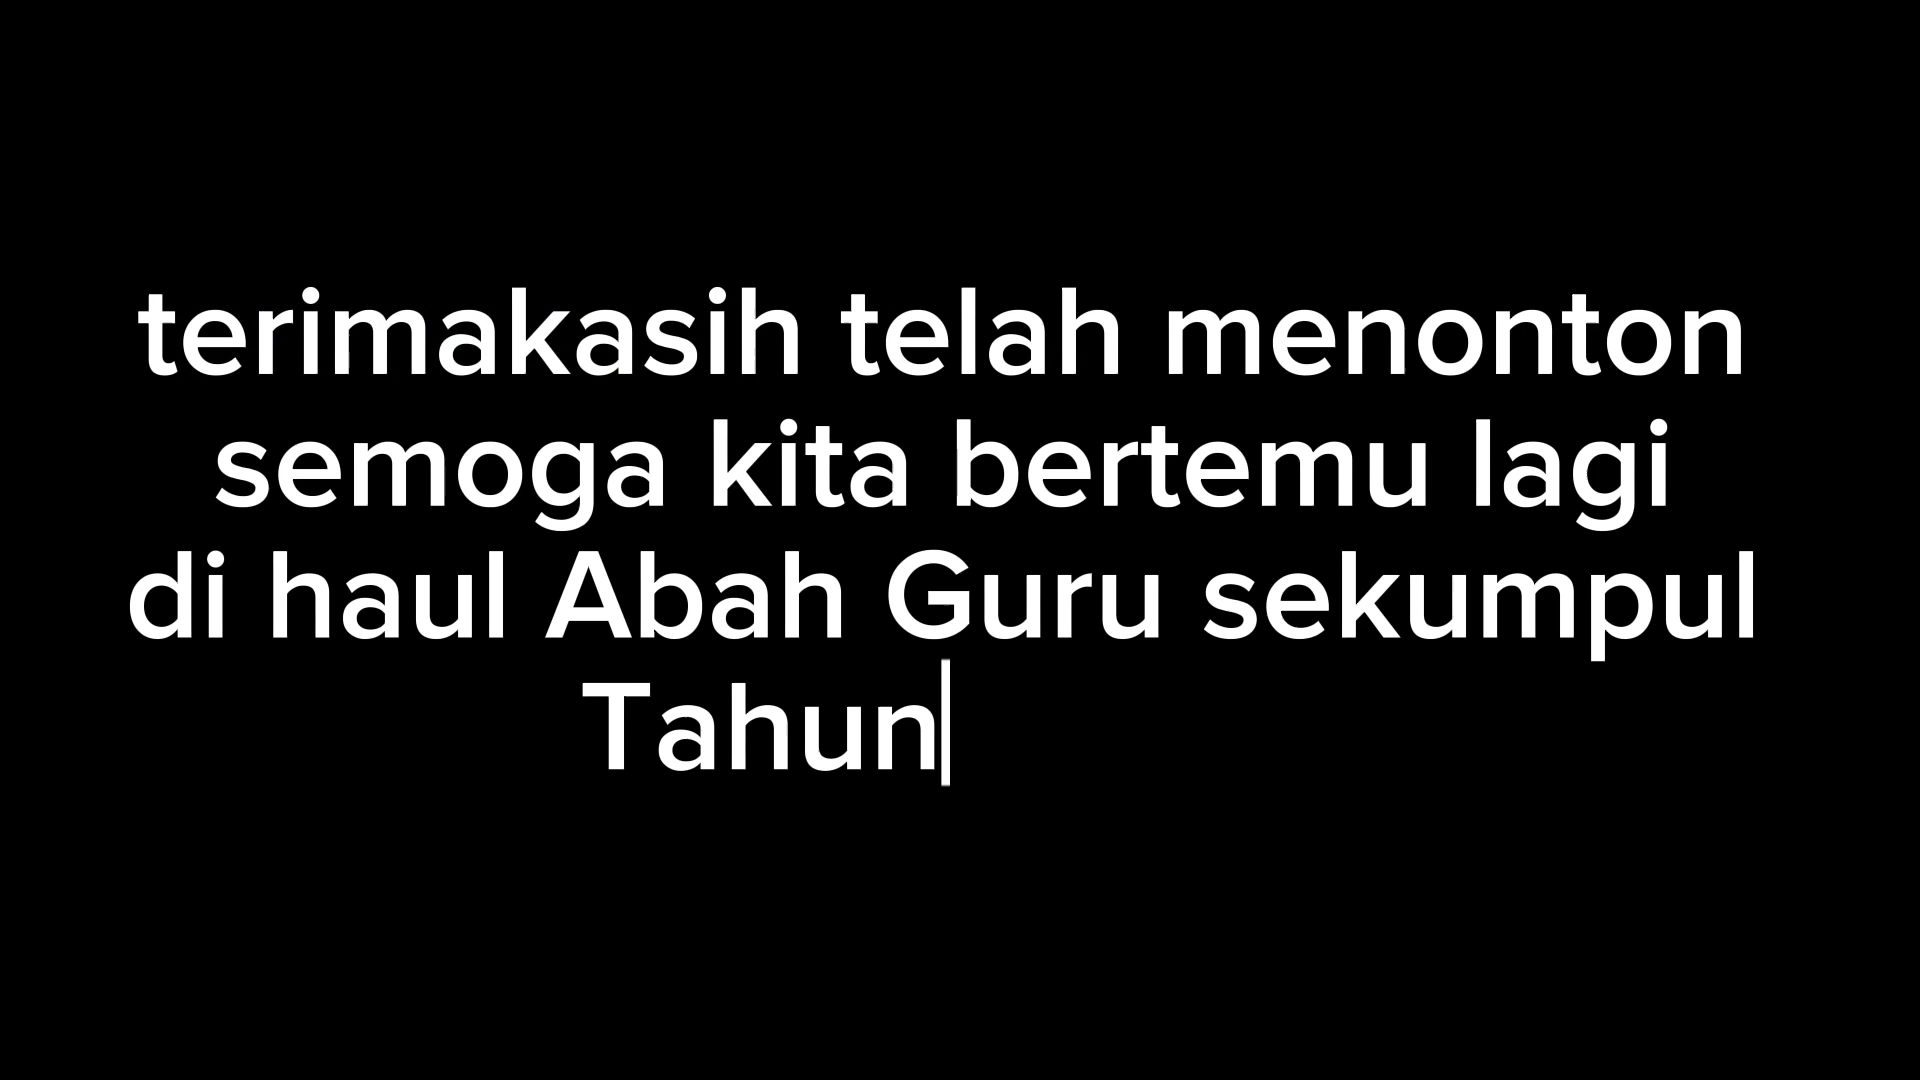 terimakasih telah menonton
semoga kita bertemu lagi
di haul Abah Guru sekumpul
Tahun